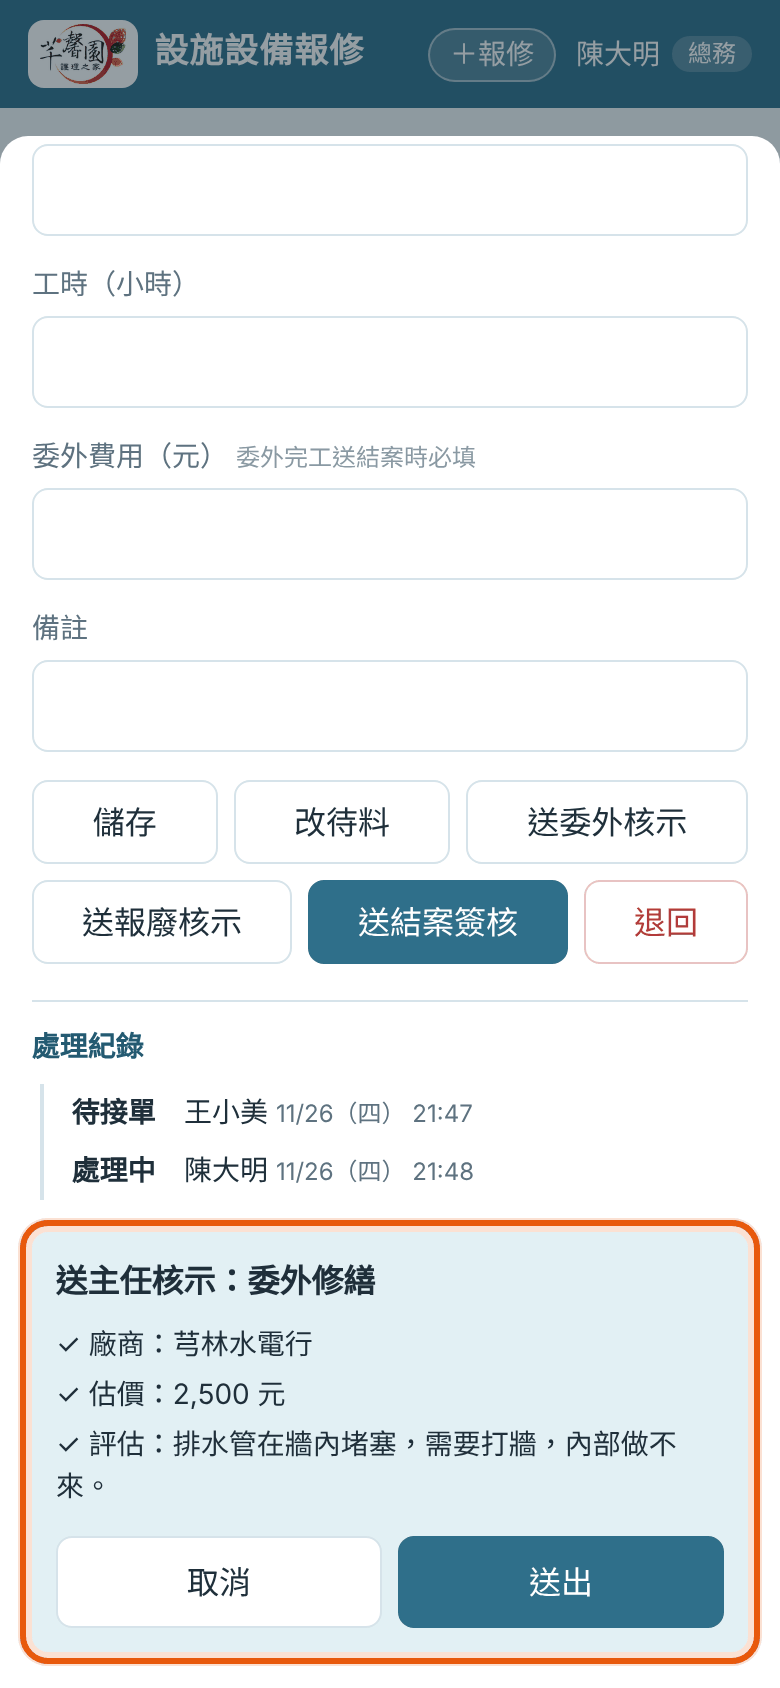 芊馨園
護理之家
設施設備報修
＋報修
陳大明
總務
工時（小時）
委外費用（元） 委外完工送結案時必填
備註
儲存
改待料
送委外核示
送報廢核示
送結案簽核
退回
處理紀錄
待接單 王小美 11/26（四） 21:47
處理中 陳大明 11/26（四） 21:48
送主任核示：委外修繕
✓ 廠商：芎林水電行
✓ 估價：2,500 元
✓ 評估：排水管在牆內堵塞，需要打牆，內部做不
來。
取消
送出